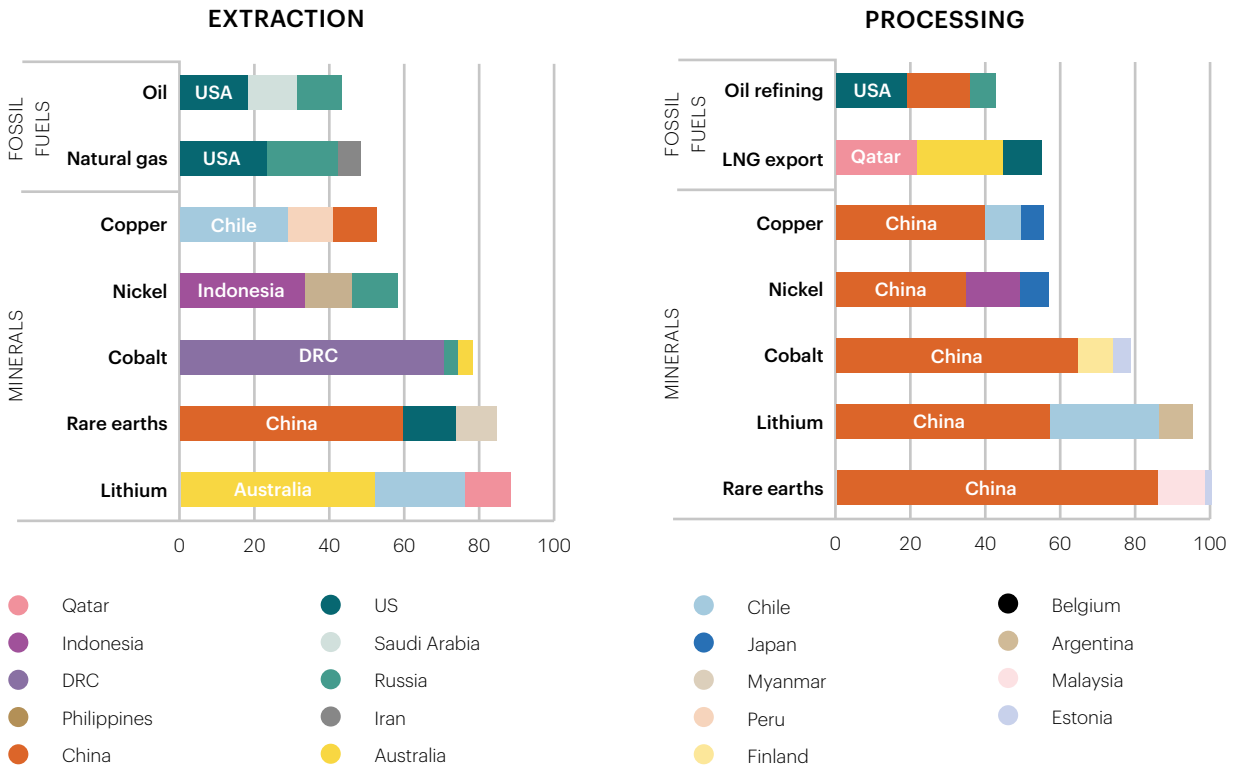 EXTRACTION
FOSSIL
FUELS
Oil
USA
Natural gas
USA
MINERALS
Copper
Chile
Nickel
Indonesia
Cobalt
DRC
Rare earths
China
Lithium
Australia
0 20 40 60 80 100
PROCESSING
FOSSIL
FUELS
Oil refining
USA
LNG export
Qatar
MINERALS
Copper
China
Nickel
China
Cobalt
China
Lithium
China
Rare earths
China
0 20 40 60 80 100
Qatar
Indonesia
DRC
Philippines
China
US
Saudi Arabia
Russia
Iran
Australia
Chile
Japan
Myanmar
Peru
Finland
Belgium
Argentina
Malaysia
Estonia